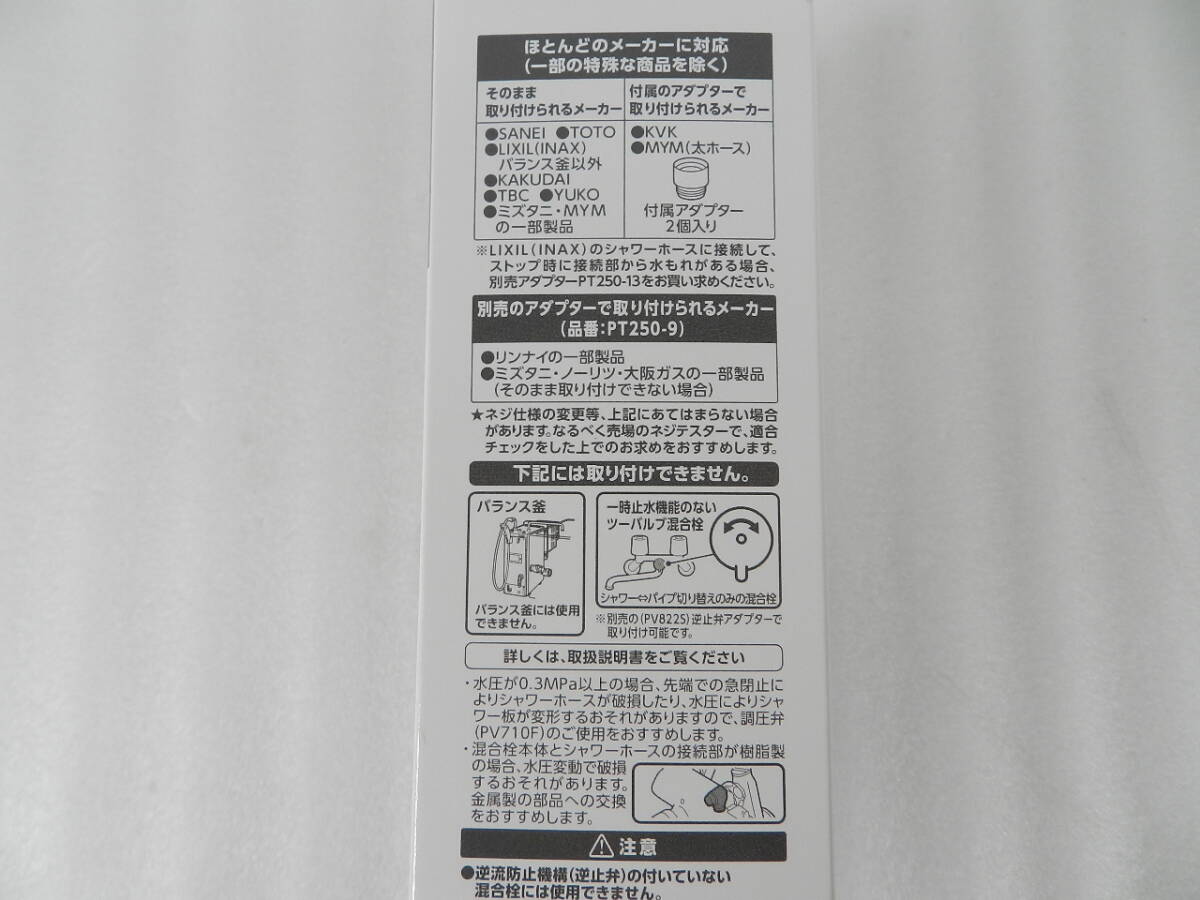 ほとんどのメーカーに対応
(一部の特殊な商品を除く)
そのまま
取り付けられるメーカー
●SANEI ●TOTO
●LIXIL(INAX)
バランス釜以外
●KAKUDAI
●TBC ●YUKO
●ミズタニ・MYM
の一部製品
付属のアダプターで
取り付けられるメーカー
●KVK
●MYM(太ホース)
付属アダプター
2個入り
※LIXIL(INAX)のシャワーホースに接続して、
ストップ時に接続部から水もれがある場合、
別売アダプターPT250-13をお買い求めください。
別売のアダプターで取り付けられるメーカー
(品番:PT250-9)
●リンナイの一部製品
●ミズタニ・ノーリツ・大阪ガスの一部製品
(そのまま取り付けできない場合)
★ネジ仕様の変更等、上記にあてはまらない場合
があります。なるべく売場のネジテスターで、適合
チェックをした上でのお求めをおすすめします。
下記には取り付けできません。
バランス釜
バランス釜には使用
できません。
一時止水機能のない
ツーバルブ混合栓
シャワー⇔パイプ切り替えのみの混合栓
※別売の(PV822S)逆止弁アダプターで
取り付け可能です。
詳しくは、取扱説明書をご覧ください
・水圧が0.3MPa以上の場合、先端での急閉止に
よりシャワーホースが破損したり、水圧によりシャ
ワー板が変形するおそれがありますので、調圧弁
(PV710F)のご使用をおすすめします。
・混合栓本体とシャワーホースの接続部が樹脂製
の場合、水圧変動で破損
するおそれがあります。
金属製の部品への交換
をおすすめします。
⚠注意
●逆流防止機構(逆止弁)の付いていない
混合栓には使用できません。